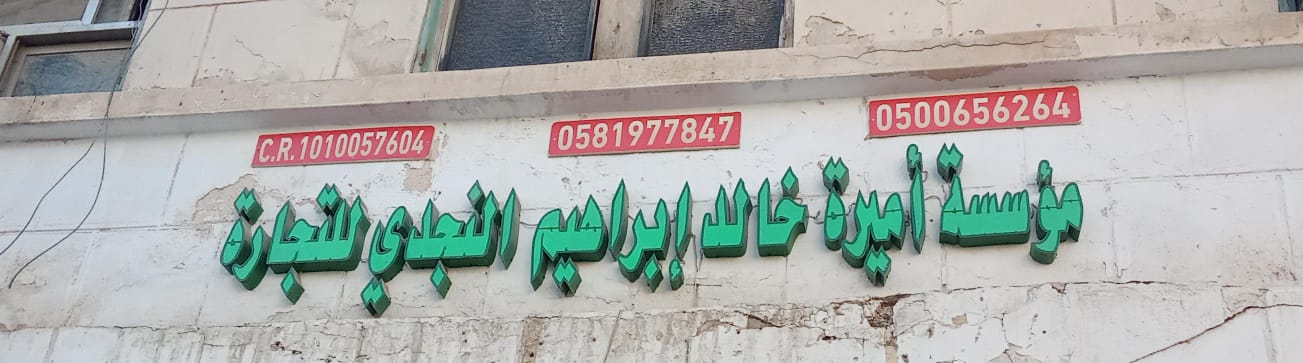 C.R.1010057604 0581977847 0500656264
مؤسسة أميرة خالد إبراهيم النجدي للتجارة